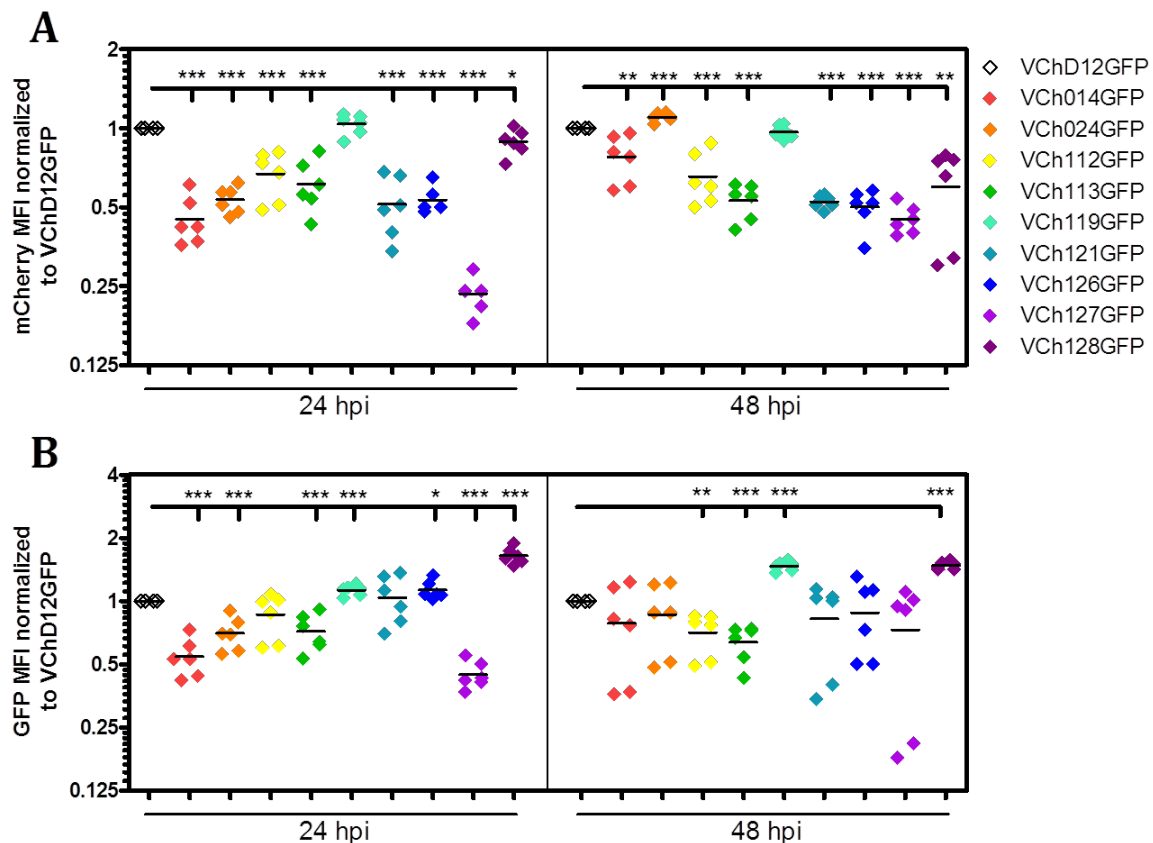 A
mCherry MFI normalized
to VChD12GFP
2
1
0.5
0.25
0.125
*** *** *** *** *** *** *** *
** *** *** *** *** *** *** **
24 hpi
48 hpi
VChD12GFP
VCh014GFP
VCh024GFP
VCh112GFP
VCh113GFP
VCh119GFP
VCh121GFP
VCh126GFP
VCh127GFP
VCh128GFP
B
GFP MFI normalized
to VChD12GFP
4
2
1
0.5
0.25
0.125
*** *** *** *** * *** ***
** *** *** ***
24 hpi
48 hpi